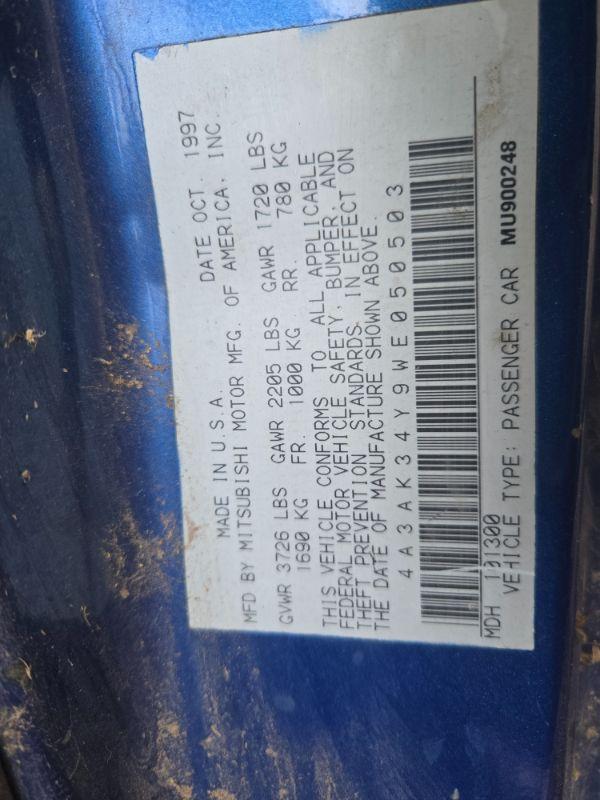 MADE IN U.S.A. DATE OCT. 1997
MFD BY MITSUBISHI MOTOR MFG. OF AMERICA, INC.
GVWR 3726 LBS GAWR 2205 LBS GAWR 1720 LBS
1690 KG FR. 1000 KG RR. 780 KG
THIS VEHICLE CONFORMS TO ALL APPLICABLE
FEDERAL MOTOR VEHICLE SAFETY, BUMPER, AND
THEFT PREVENTION STANDARDS IN EFFECT ON
THE DATE OF MANUFACTURE SHOWN ABOVE.
4A3AK34Y9WE050503
MDH 101300
VEHICLE TYPE: PASSENGER CAR MU900248